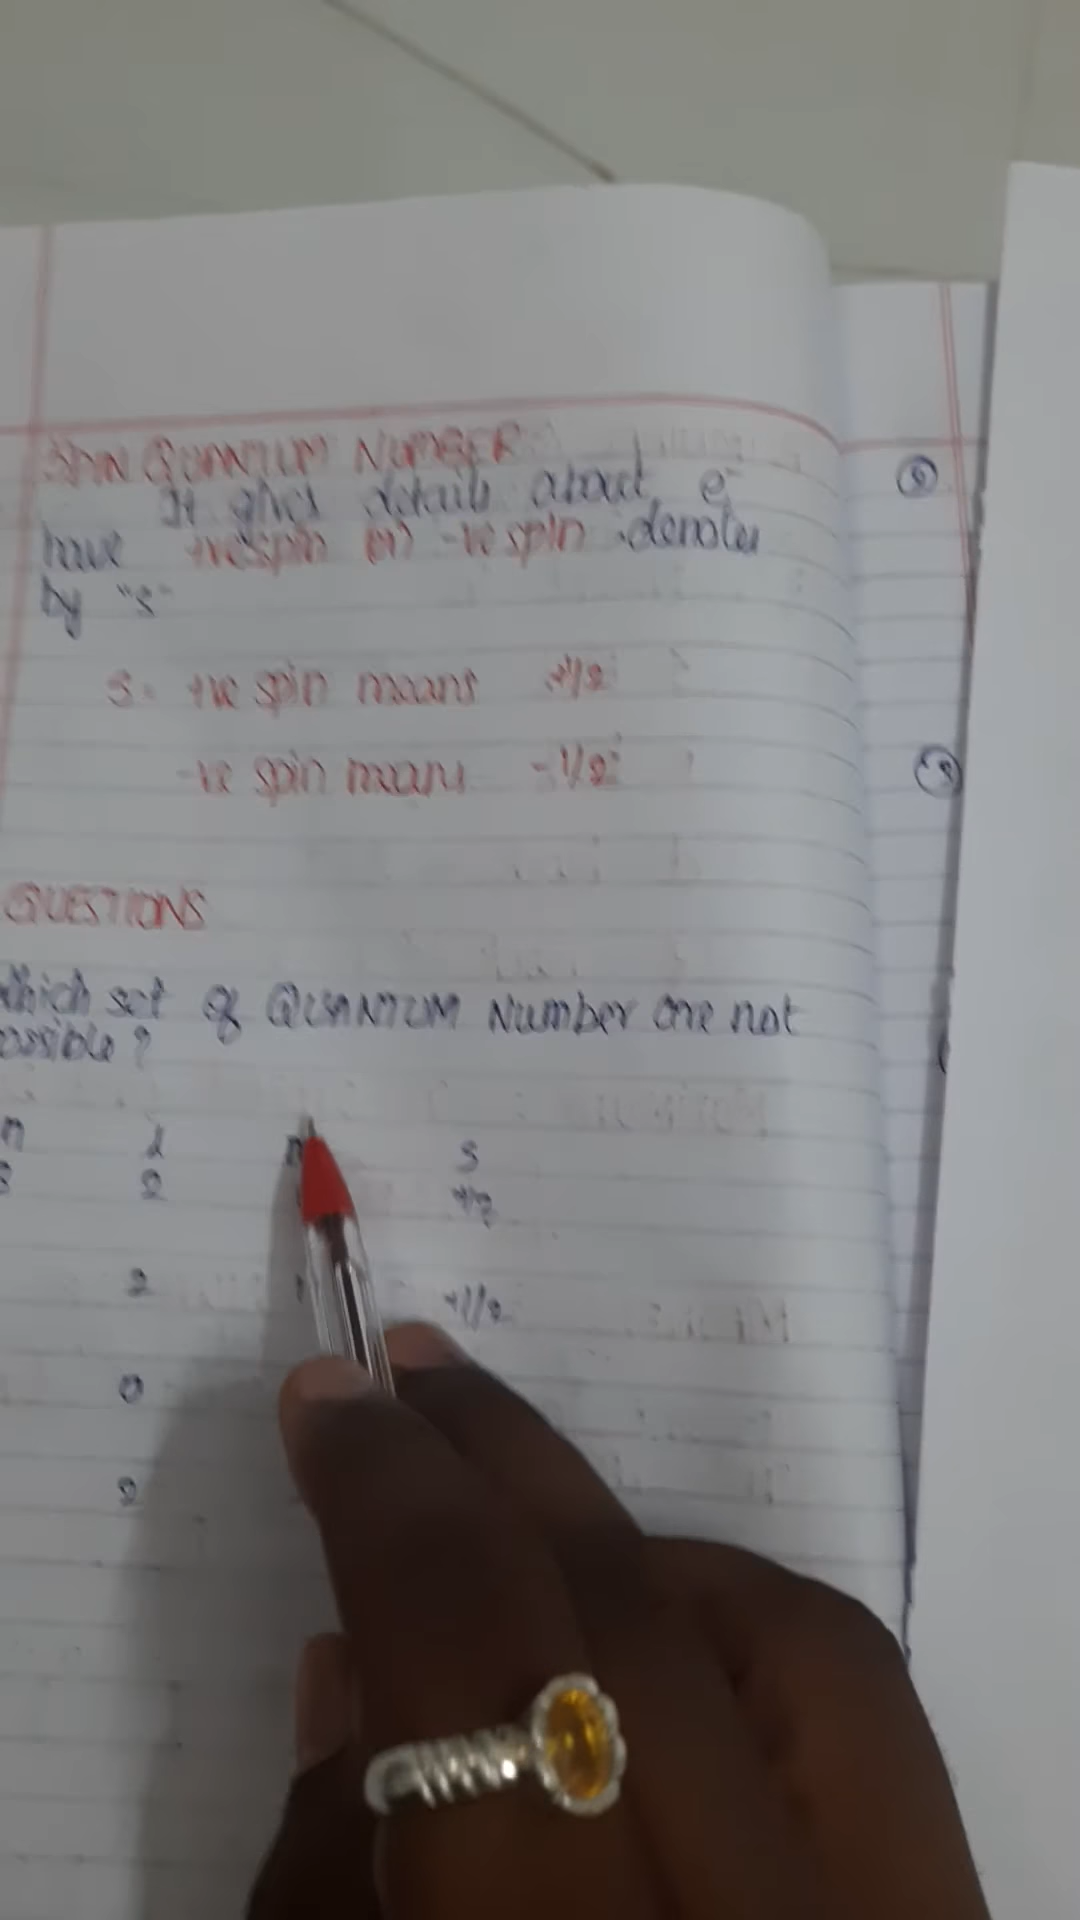 SPIN QUANTUM NUMBER
It gives details about e-
have +ve spin (or) -ve spin. denotes
by "s"
s - +ve spin means +1/2
-ve spin means -1/2
QUESTIONS
Which set of QUANTUM Number are not
possible?
n l s
3 2 +1/2
2 +1/2
0
2